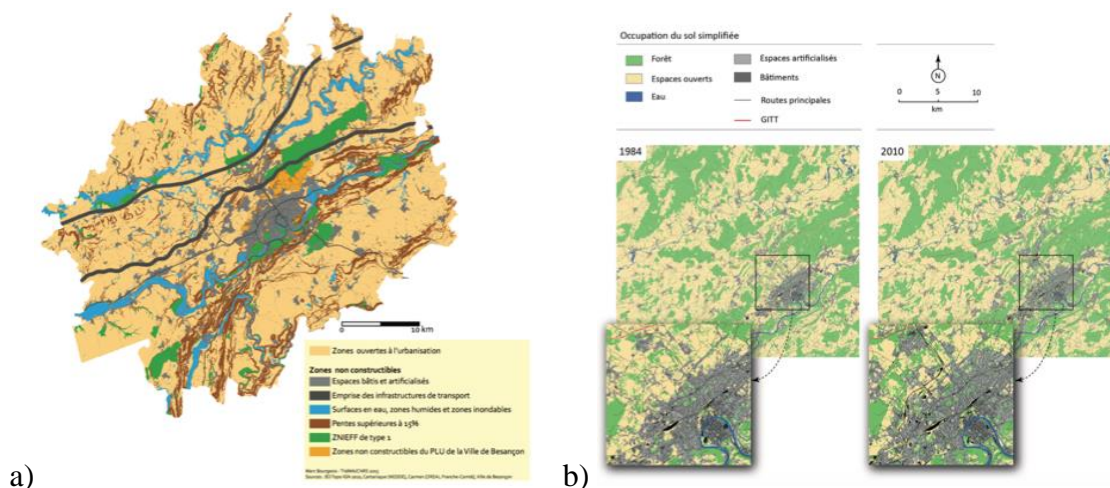 10 km
Zones ouvertes à l'urbanisation
Zones non constructibles
Espaces bâtis et artificialisés
Emprise des infrastructures de transport
Surfaces en eau, zones humides et zones inondables
Pentes supérieures à 15%
ZNIEFF de type 1
Zones non constructibles du PLU de la Ville de Besançon
Ville de Besançon
a)
Occupation du sol simplifiée
Forêt
Espaces ouverts
Eau
Espaces artificialisés
Bâtiments
Routes principales
GITT
N
0 5 10
km
1984
2010
b)